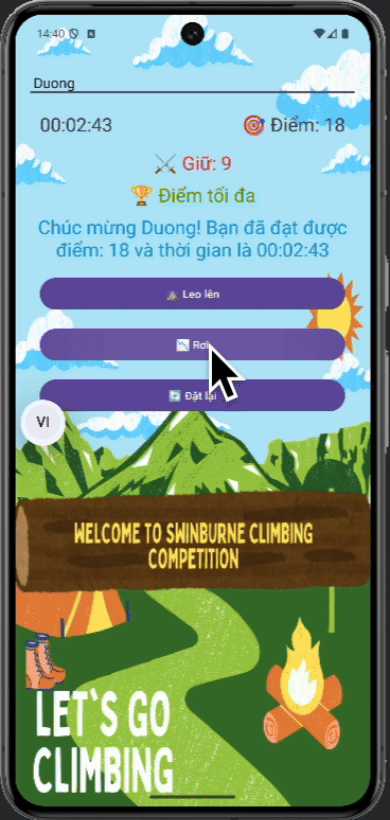 14:40
Duong
00:02:43
Điểm: 18
Giữ: 9
Điểm tối đa
Chúc mừng Duong! Bạn đã đạt được
điểm: 18 và thời gian là 00:02:43
Leo lên
Rơi
Đặt lại
VI
WELCOME TO SWINBURNE CLIMBING
COMPETITION
LET`S GO
CLIMBING